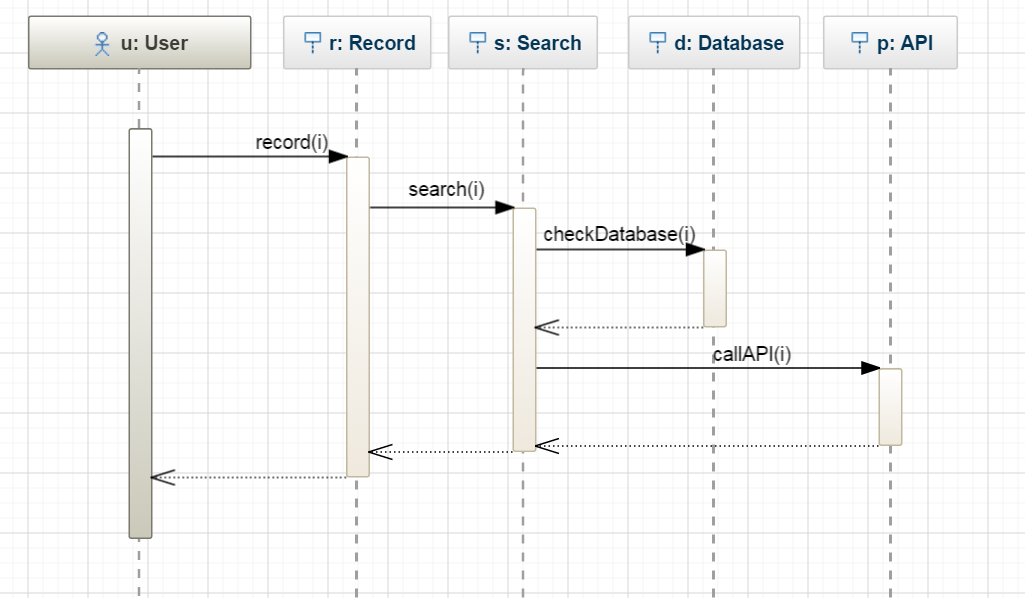 u: User
r: Record
s: Search
d: Database
p: API
record(i)
search(i)
checkDatabase(i)
callAPI(i)